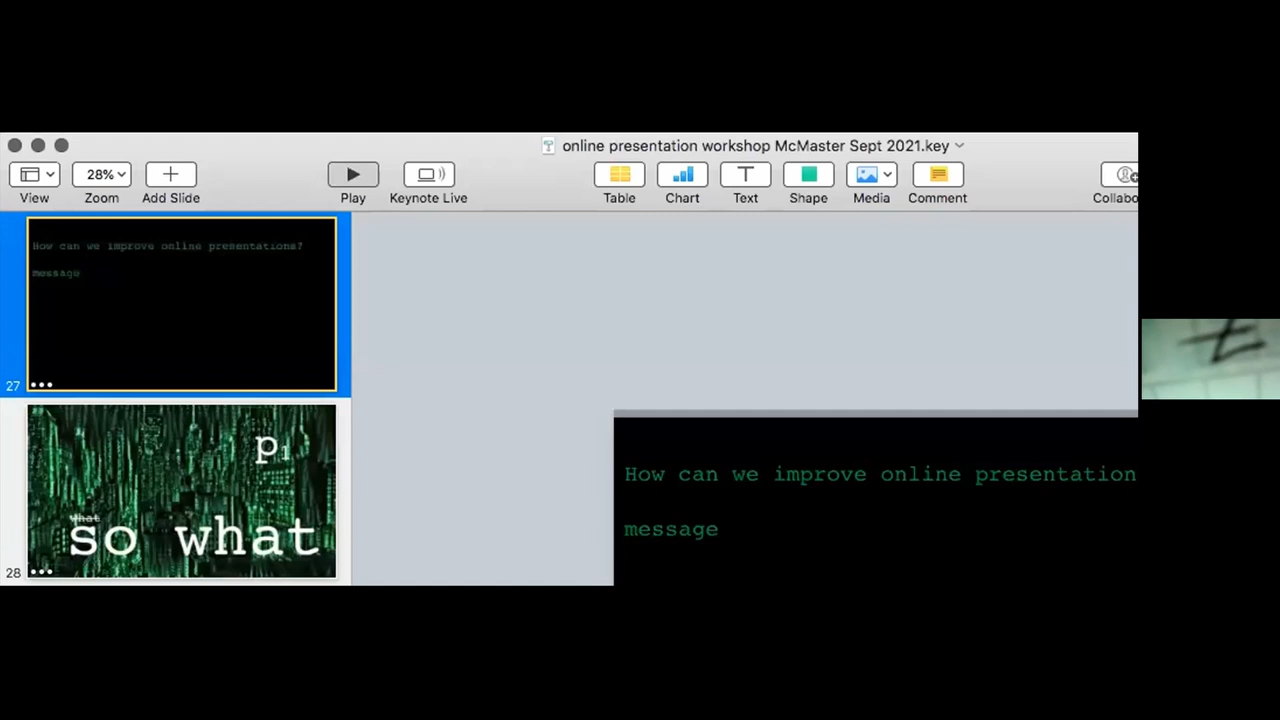 online presentation workshop McMaster Sept 2021.key
28%
View
Zoom
Add Slide
Play
Keynote Live
Table
Chart
Text
Shape
Media
Comment
Collabo
How can we improve online presentations?
message
27
p1
what
so what
28
How can we improve online presentation
message